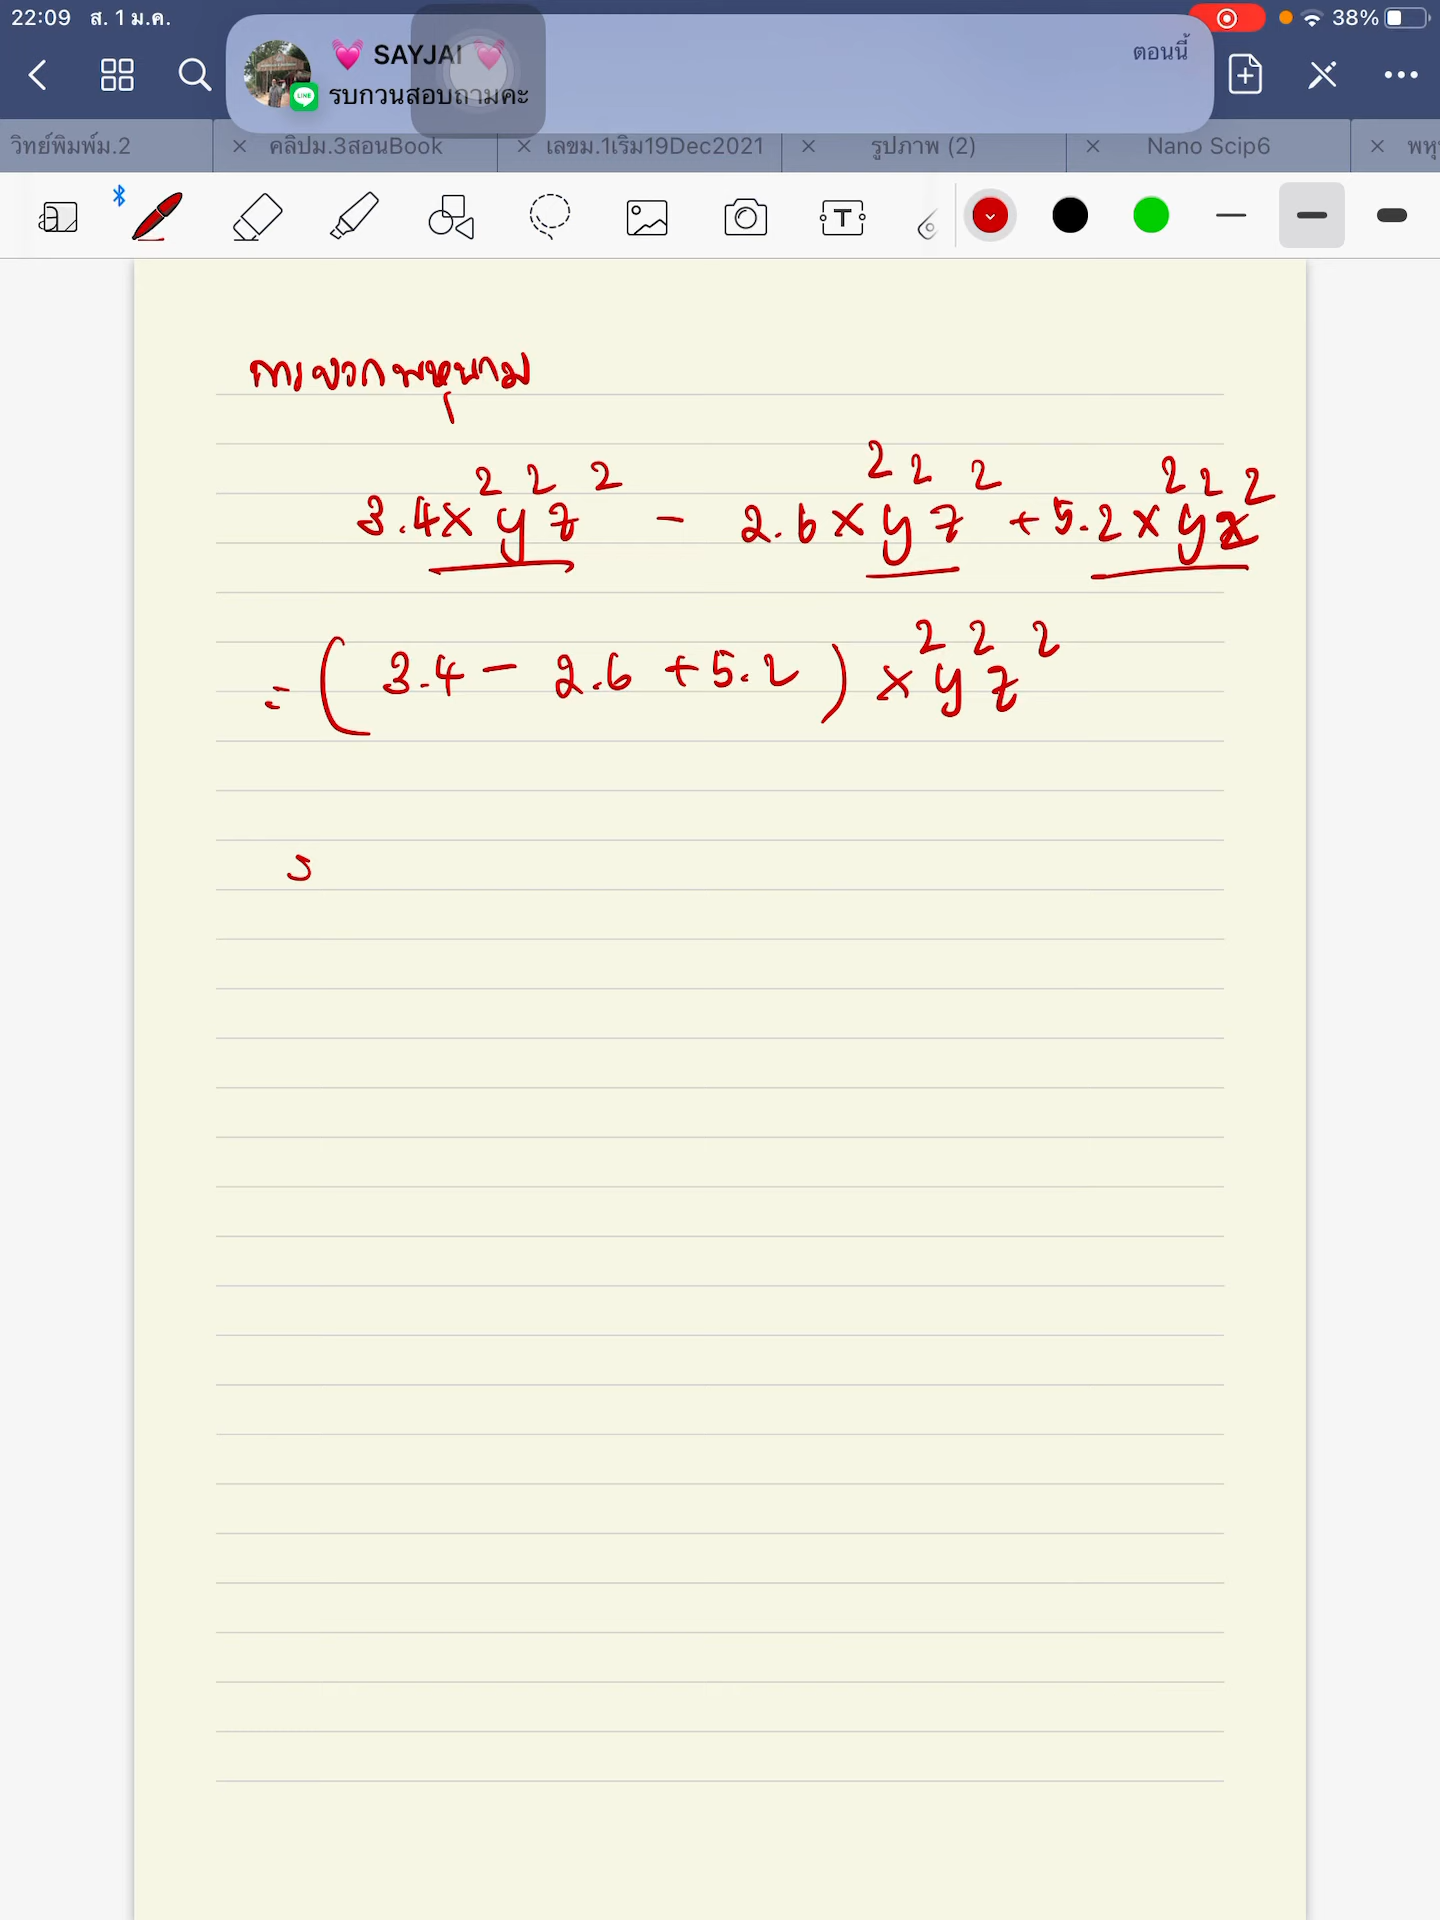 22:09 ส. 1 ม.ค.
38%
💓 SAYJAI 💓
ตอนนี้
รบกวนสอบถามคะ
LINE
วิทย์พิมพ์ม.2
× คลิปม.3สอนBook
× เลขม.1เริ่ม19Dec2021
× รูปภาพ (2)
× Nano Scip6
× พหุ
T
การบวกพหุนาม
3.4x²y²z² - 2.6x²y²z² + 5.2x²y²z²
= (3.4 - 2.6 + 5.2) x²y²z²